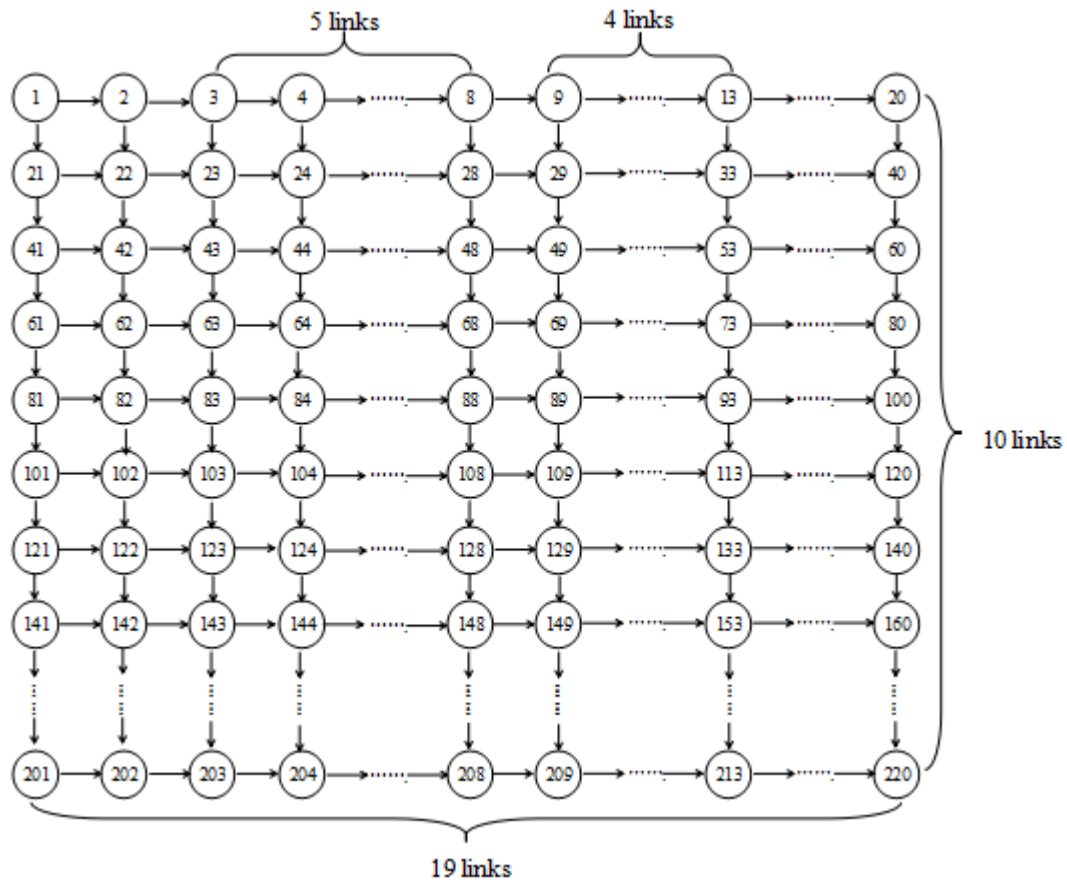 5 links 4 links
1 2 3 4 ....... 8 9 ....... 13 ....... 20
21 22 23 24 ....... 28 29 ....... 33 ....... 40
41 42 43 44 ....... 48 49 ....... 53 ....... 60
61 62 63 64 ....... 68 69 ....... 73 ....... 80
81 82 83 84 ....... 88 89 ....... 93 ....... 100
101 102 103 104 ....... 108 109 ....... 113 ....... 120
10 links
121 122 123 124 ....... 128 129 ....... 133 ....... 140
141 142 143 144 ....... 148 149 ....... 153 ....... 160
201 202 203 204 ....... 208 209 ....... 213 ....... 220
19 links